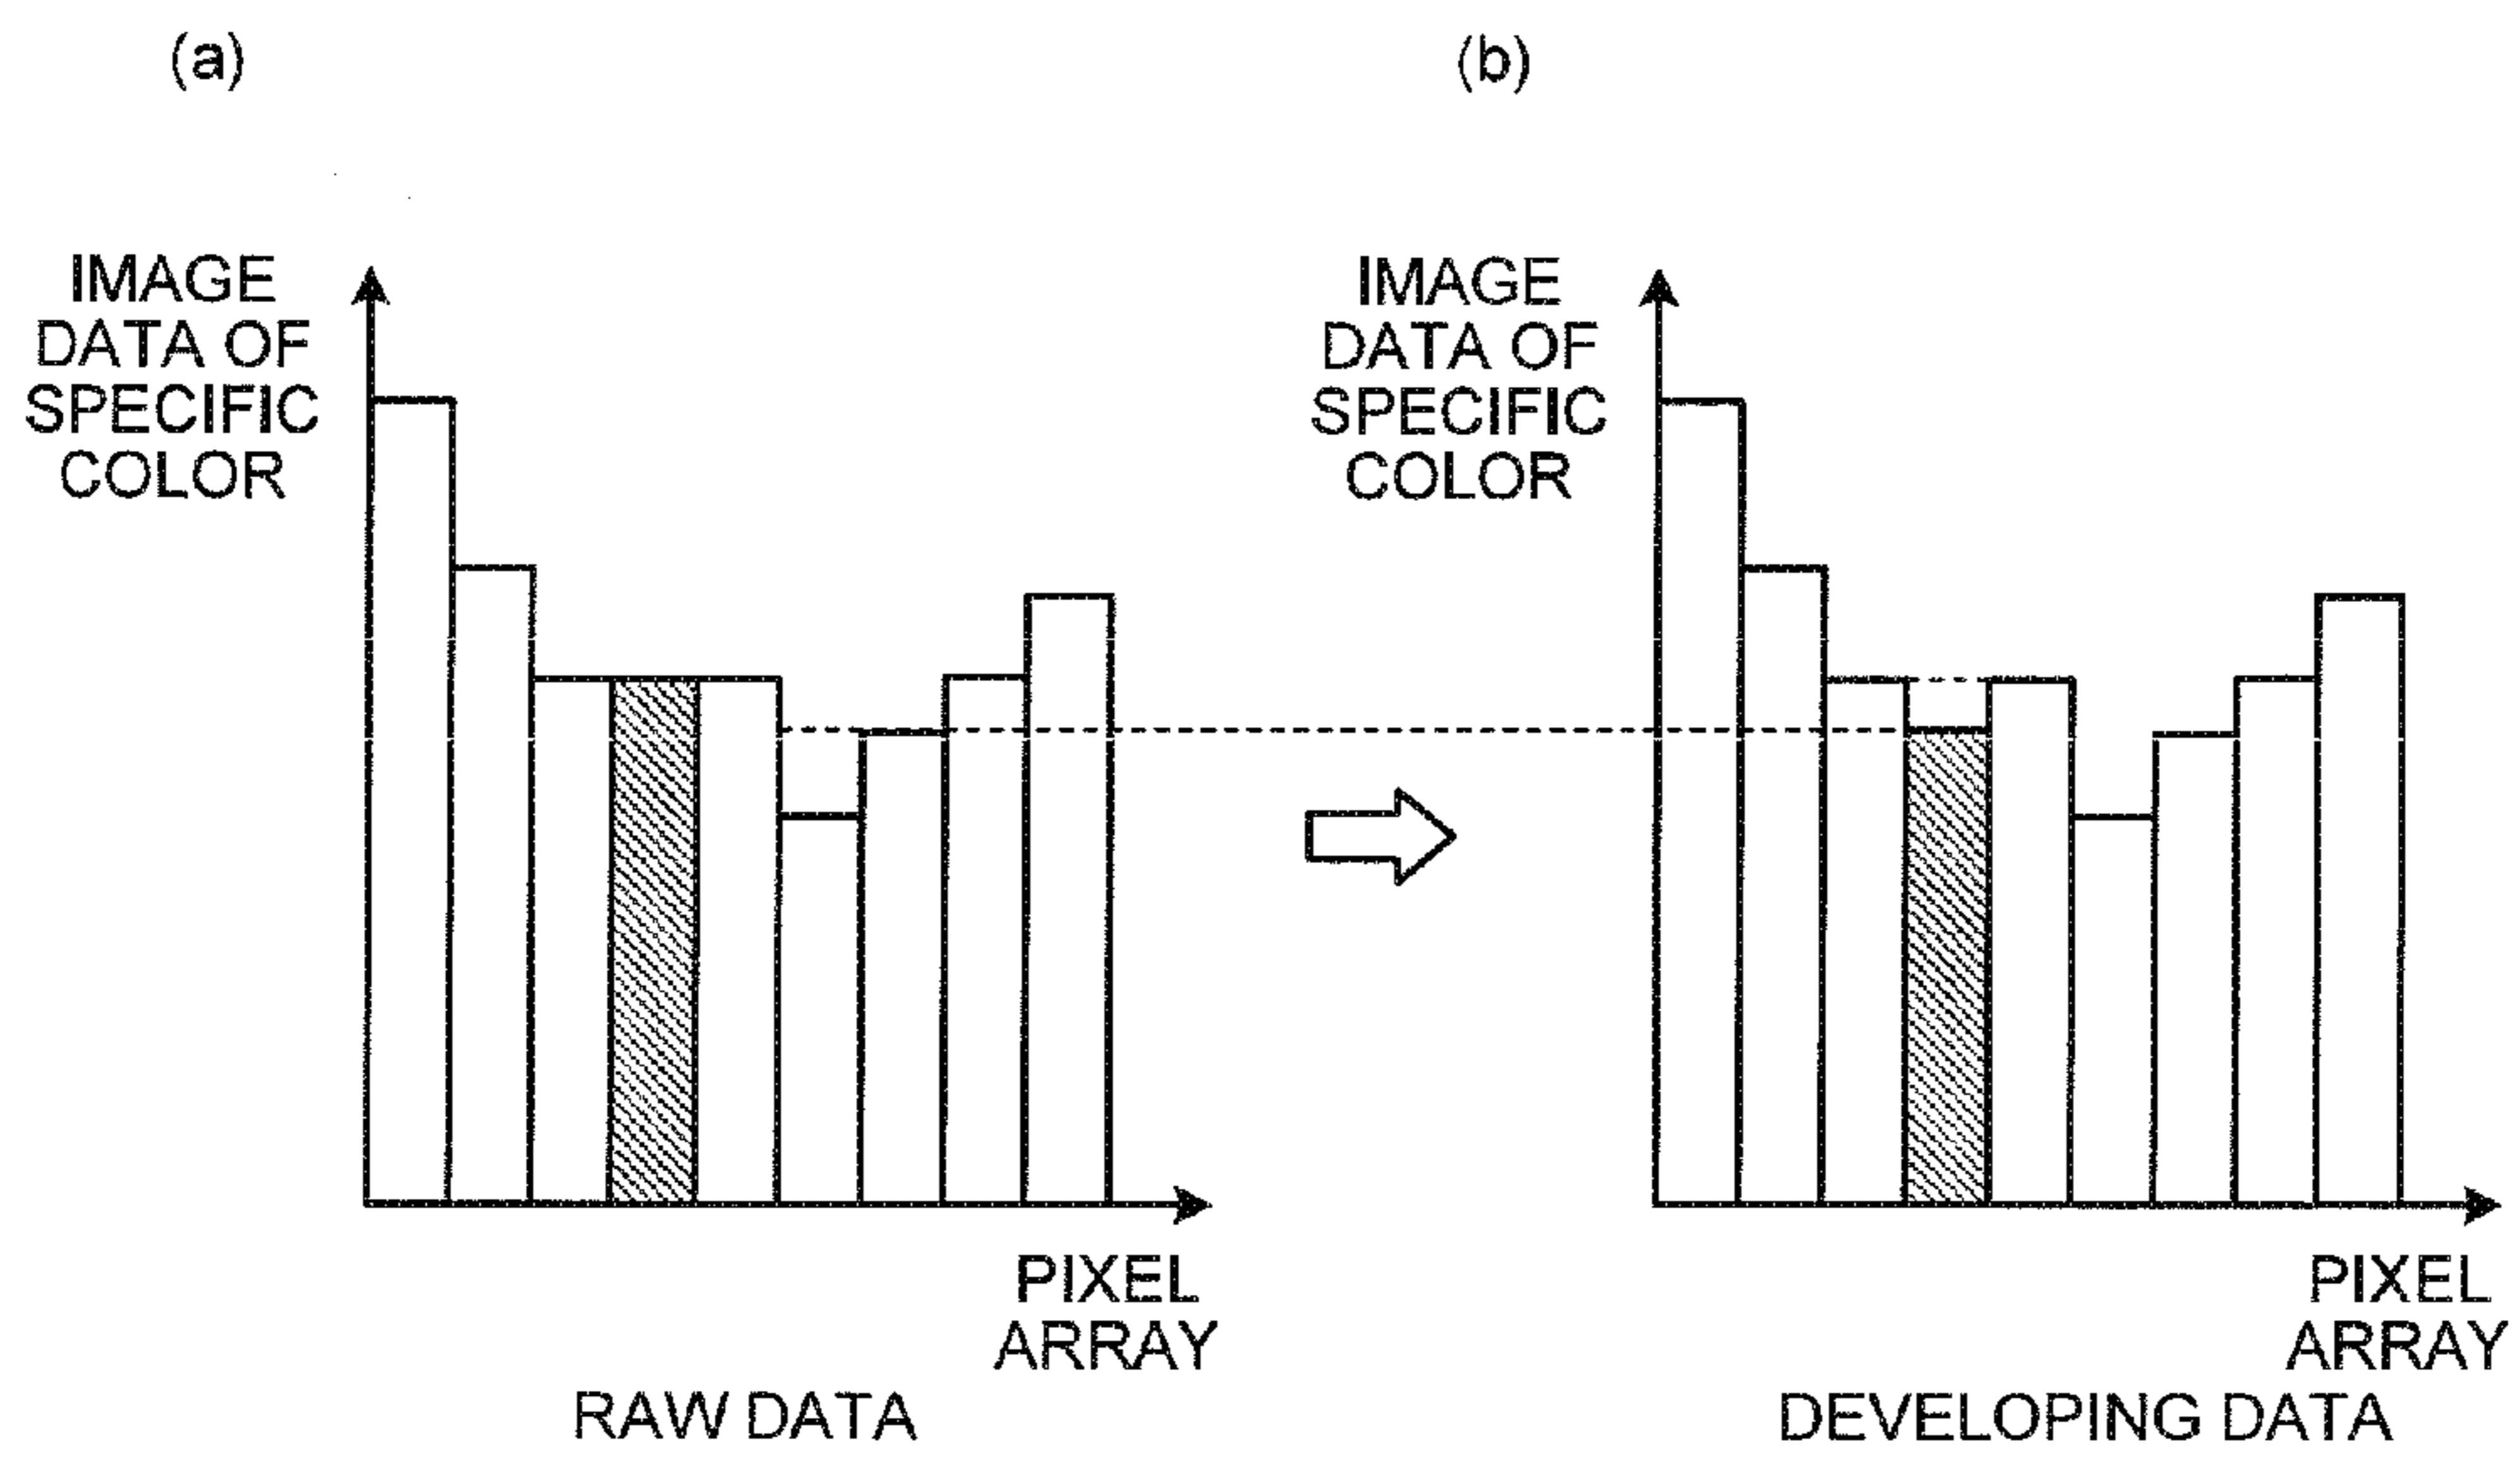 (a)
IMAGE
DATA OF
SPECIFIC
COLOR
PIXEL
ARRAY
RAW DATA
(b)
IMAGE
DATA OF
SPECIFIC
COLOR
PIXEL
ARRAY
DEVELOPING DATA